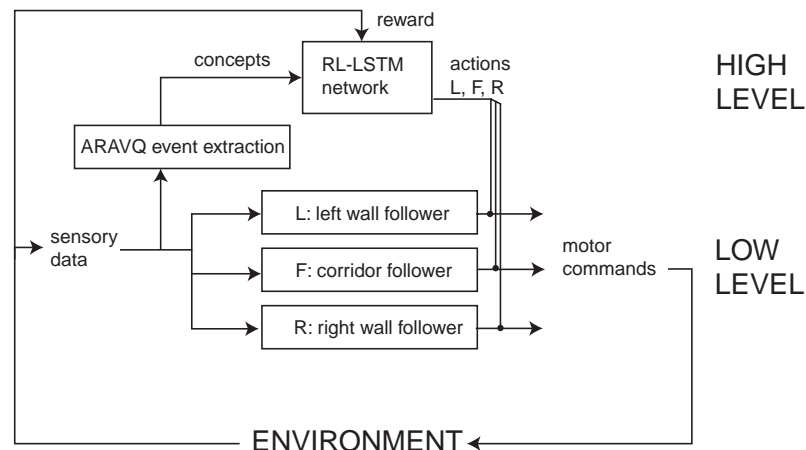 reward
concepts
RL-LSTM
network
actions
L, F, R
HIGH
LEVEL
ARAVQ event extraction
L: left wall follower
sensory
data
F: corridor follower
motor
commands
LOW
LEVEL
R: right wall follower
ENVIRONMENT